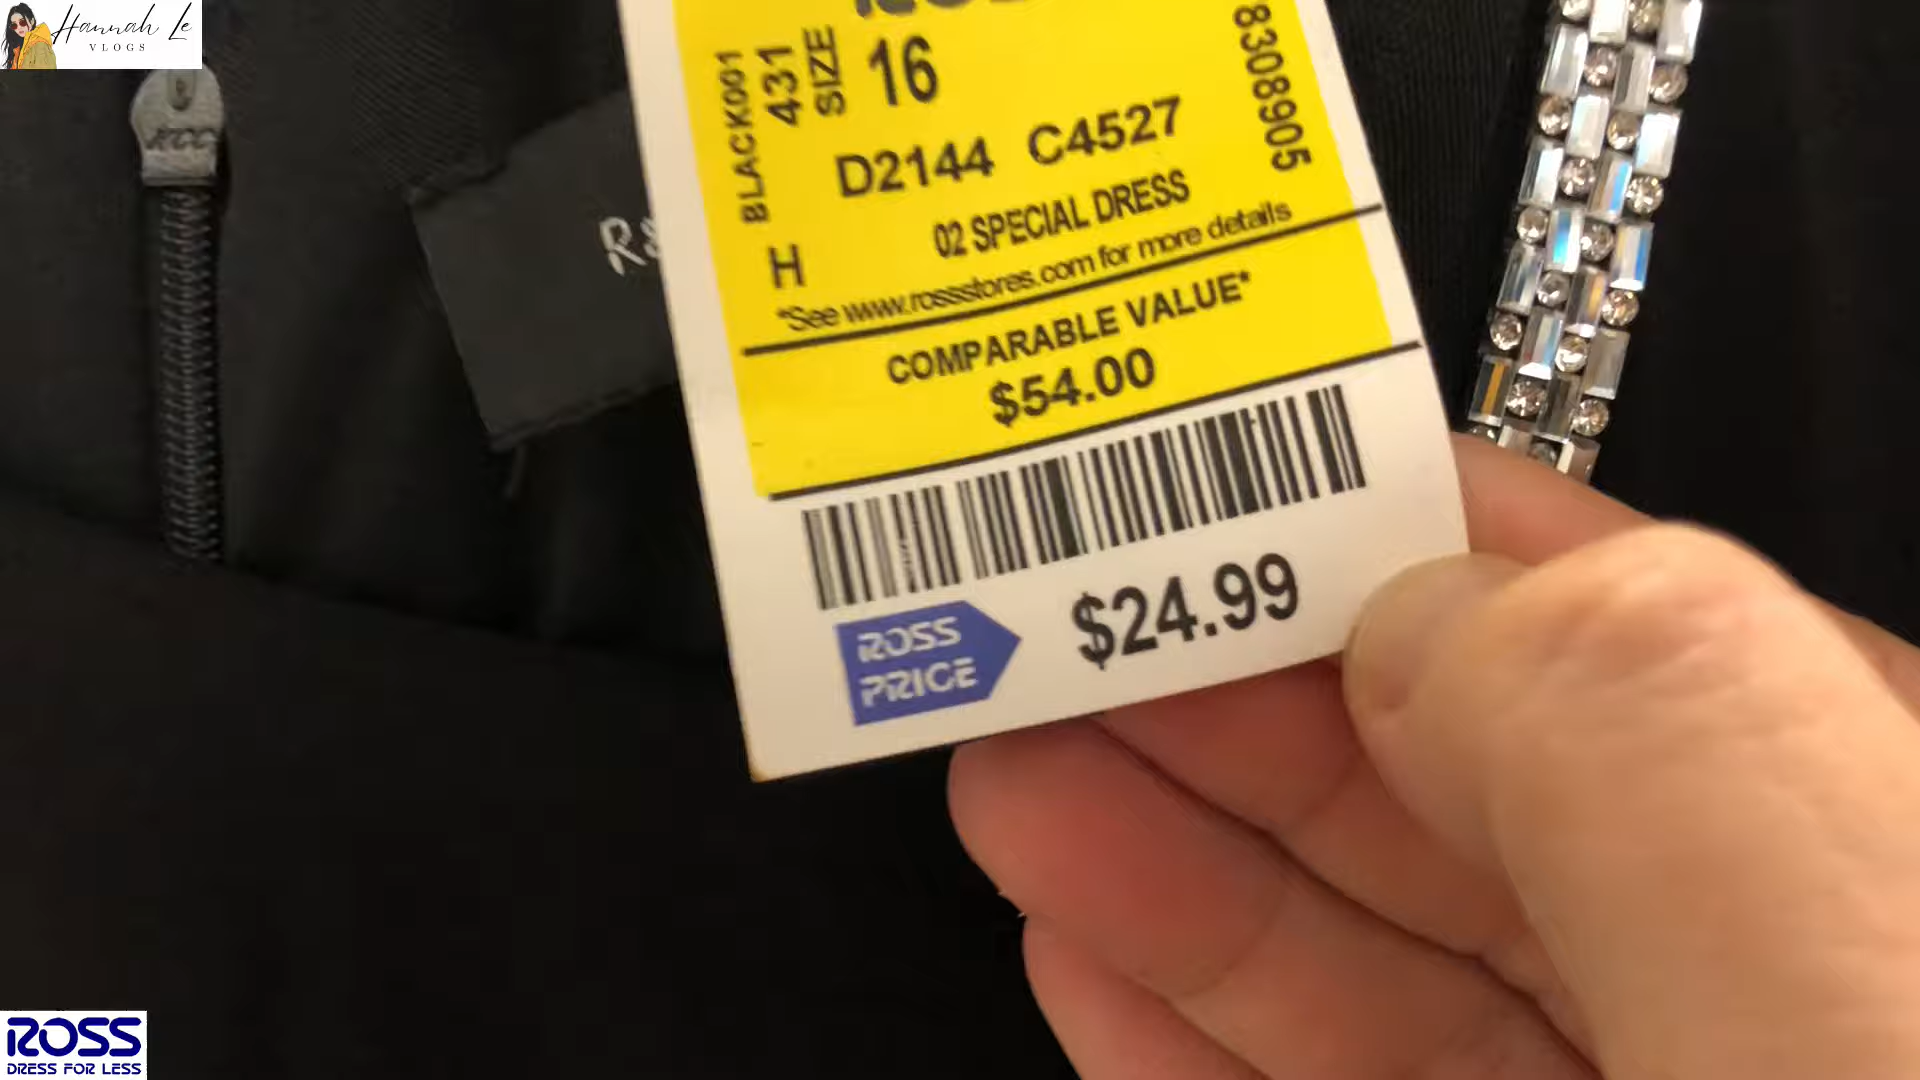 Hannah Le
VLOGS
BLACK001
431
SIZE
16
8308905
D2144 C4527
02 SPECIAL DRESS
H
*See www.rossstores.com for more details
COMPARABLE VALUE*
$54.00
ROSS
PRICE
$24.99
ROSS
DRESS FOR LESS